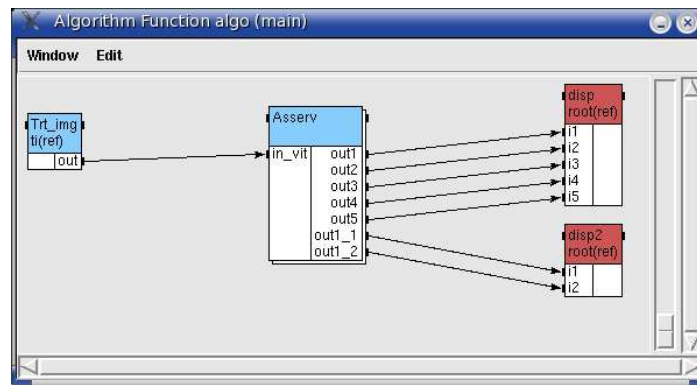 Algorithm Function algo (main)
Window Edit
Trt_img
ti(ref)
out
Asserv
in_vit
out1
out2
out3
out4
out5
out1_1
out1_2
disp
root(ref)
i1
i2
i3
i4
i5
disp2
root(ref)
i1
i2